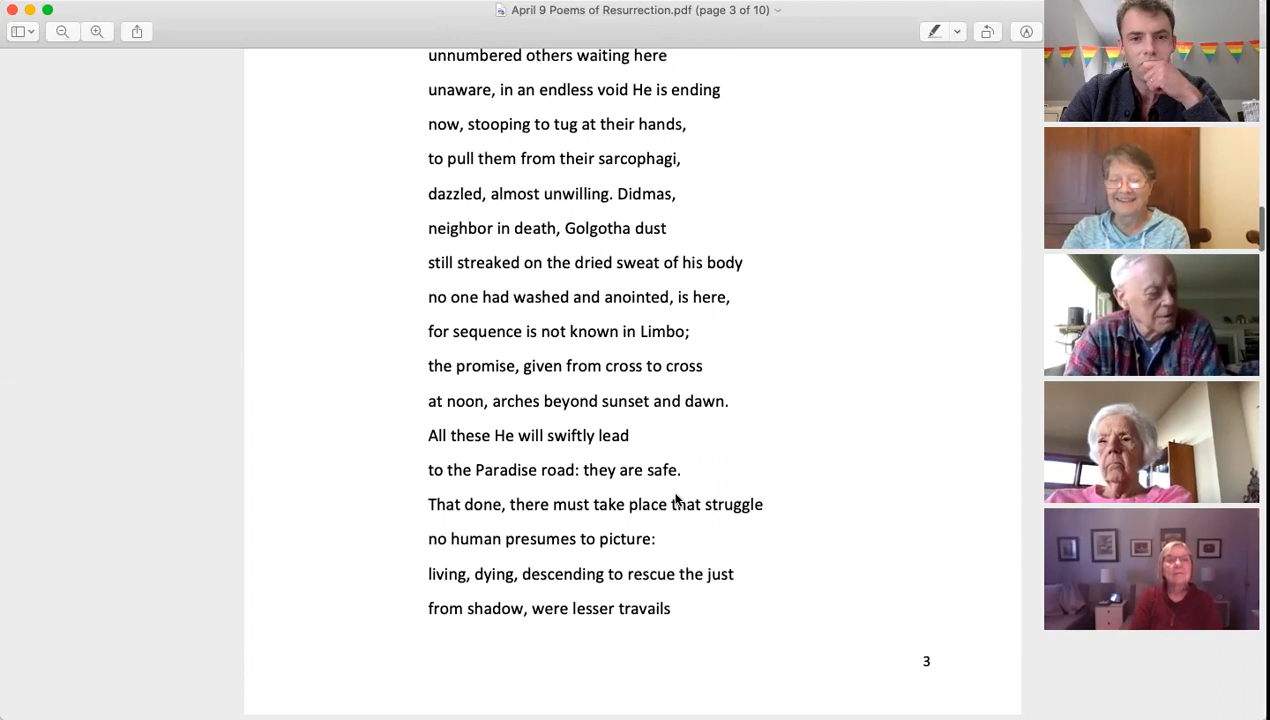 April 9 Poems of Resurrection.pdf (page 3 of 10)
unnumbered others waiting here
unaware, in an endless void He is ending
now, stooping to tug at their hands,
to pull them from their sarcophagi,
dazzled, almost unwilling. Didmas,
neighbor in death, Golgotha dust
still streaked on the dried sweat of his body
no one had washed and anointed, is here,
for sequence is not known in Limbo;
the promise, given from cross to cross
at noon, arches beyond sunset and dawn.
All these He will swiftly lead
to the Paradise road: they are safe.
That done, there must take place that struggle
no human presumes to picture:
living, dying, descending to rescue the just
from shadow, were lesser travails
3